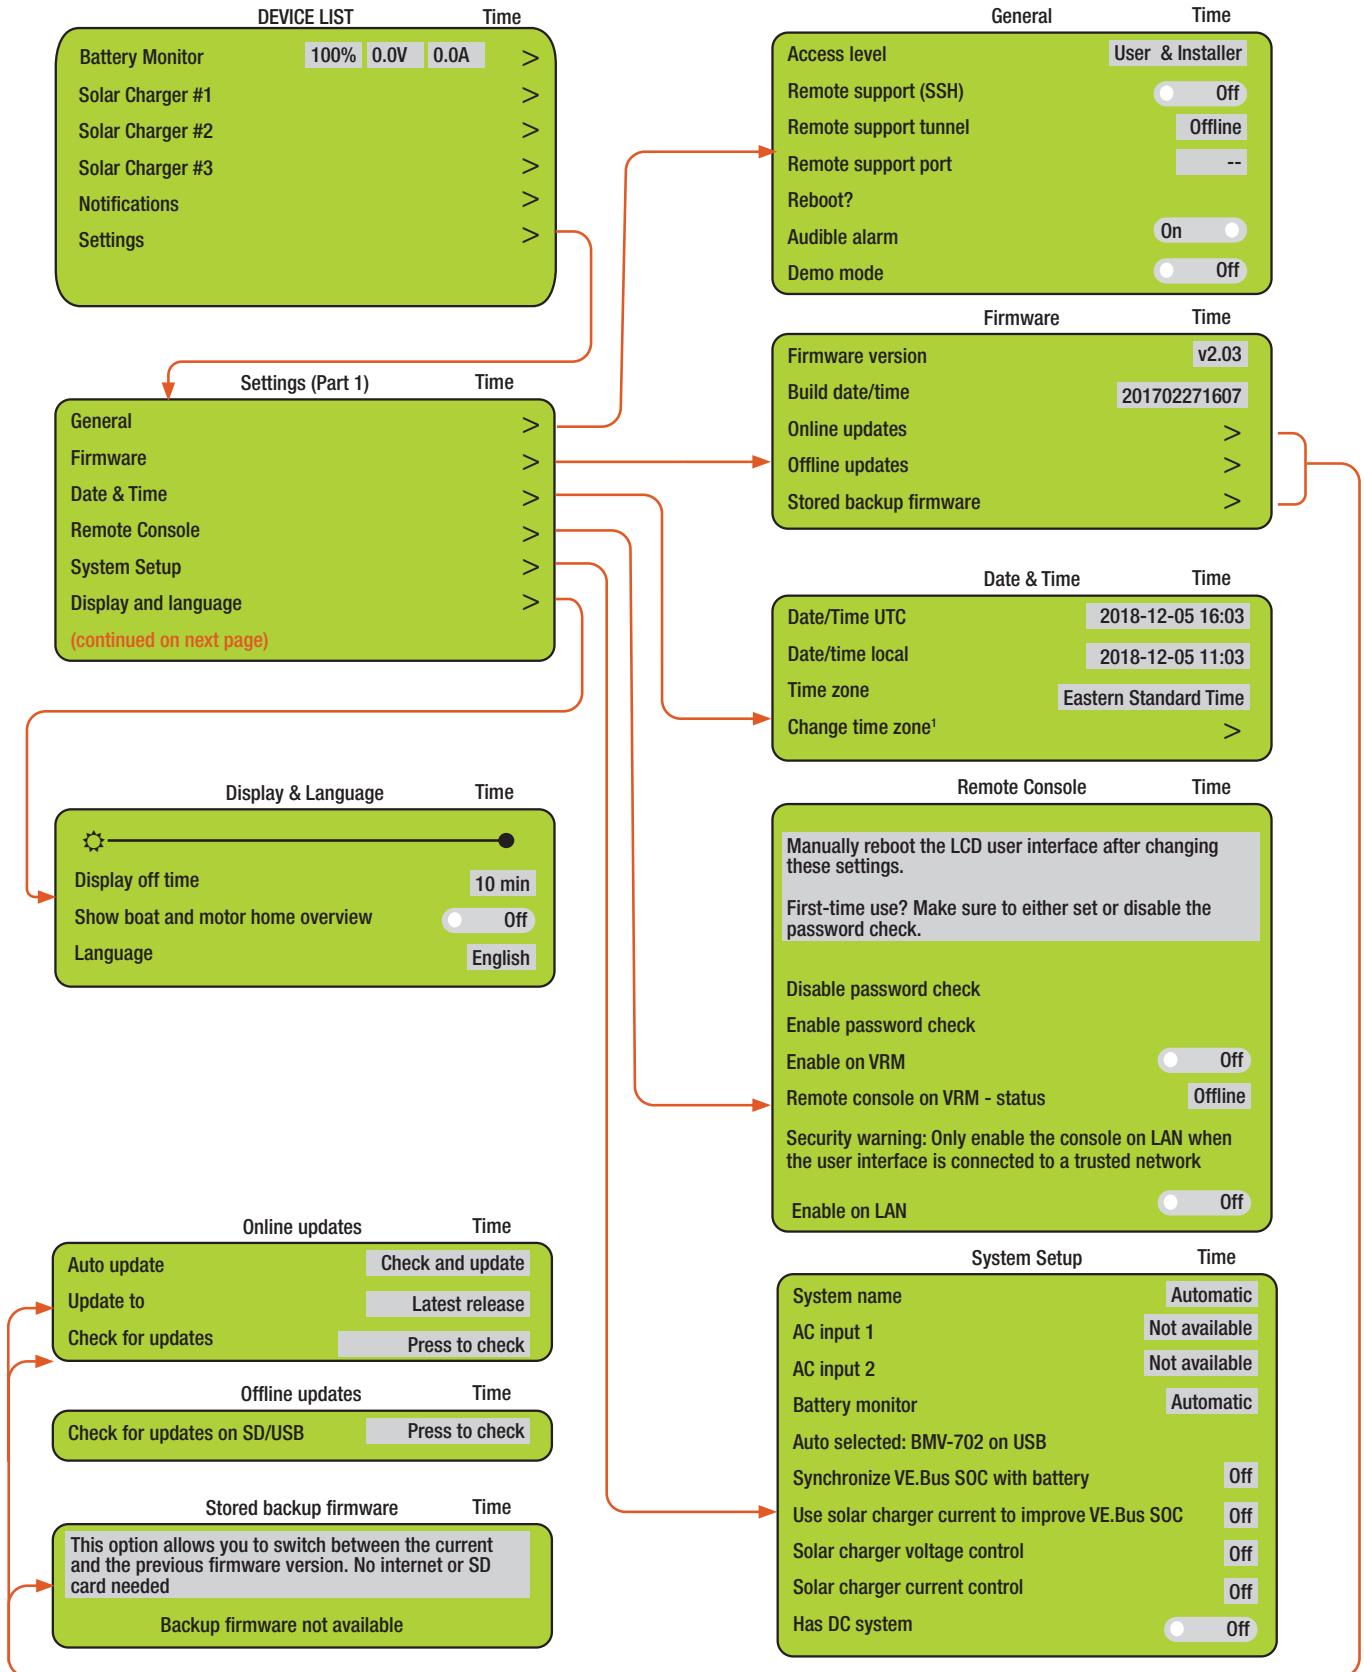 DEVICE LIST Time
Battery Monitor 100% 0.0V 0.0A >
Solar Charger #1 >
Solar Charger #2 >
Solar Charger #3 >
Notifications >
Settings >
Settings (Part 1) Time
General >
Firmware >
Date & Time >
Remote Console >
System Setup >
Display and language >
(continued on next page)
Display & Language Time
Display off time 10 min
Show boat and motor home overview Off
Language English
Online updates Time
Auto update Check and update
Update to Latest release
Check for updates Press to check
Offline updates Time
Check for updates on SD/USB Press to check
Stored backup firmware Time
This option allows you to switch between the current
and the previous firmware version. No internet or SD
card needed
Backup firmware not available
General Time
Access level User & Installer
Remote support (SSH) Off
Remote support tunnel Offline
Remote support port --
Reboot?
Audible alarm On
Demo mode Off
Firmware Time
Firmware version v2.03
Build date/time 201702271607
Online updates >
Offline updates >
Stored backup firmware >
Date & Time Time
Date/Time UTC 2018-12-05 16:03
Date/time local 2018-12-05 11:03
Time zone Eastern Standard Time
Change time zone¹ >
Remote Console Time
Manually reboot the LCD user interface after changing
these settings.
First-time use? Make sure to either set or disable the
password check.
Disable password check
Enable password check
Enable on VRM Off
Remote console on VRM - status Offline
Security warning: Only enable the console on LAN when
the user interface is connected to a trusted network
Enable on LAN Off
System Setup Time
System name Automatic
AC input 1 Not available
AC input 2 Not available
Battery monitor Automatic
Auto selected: BMV-702 on USB
Synchronize VE.Bus SOC with battery Off
Use solar charger current to improve VE.Bus SOC Off
Solar charger voltage control Off
Solar charger current control Off
Has DC system Off